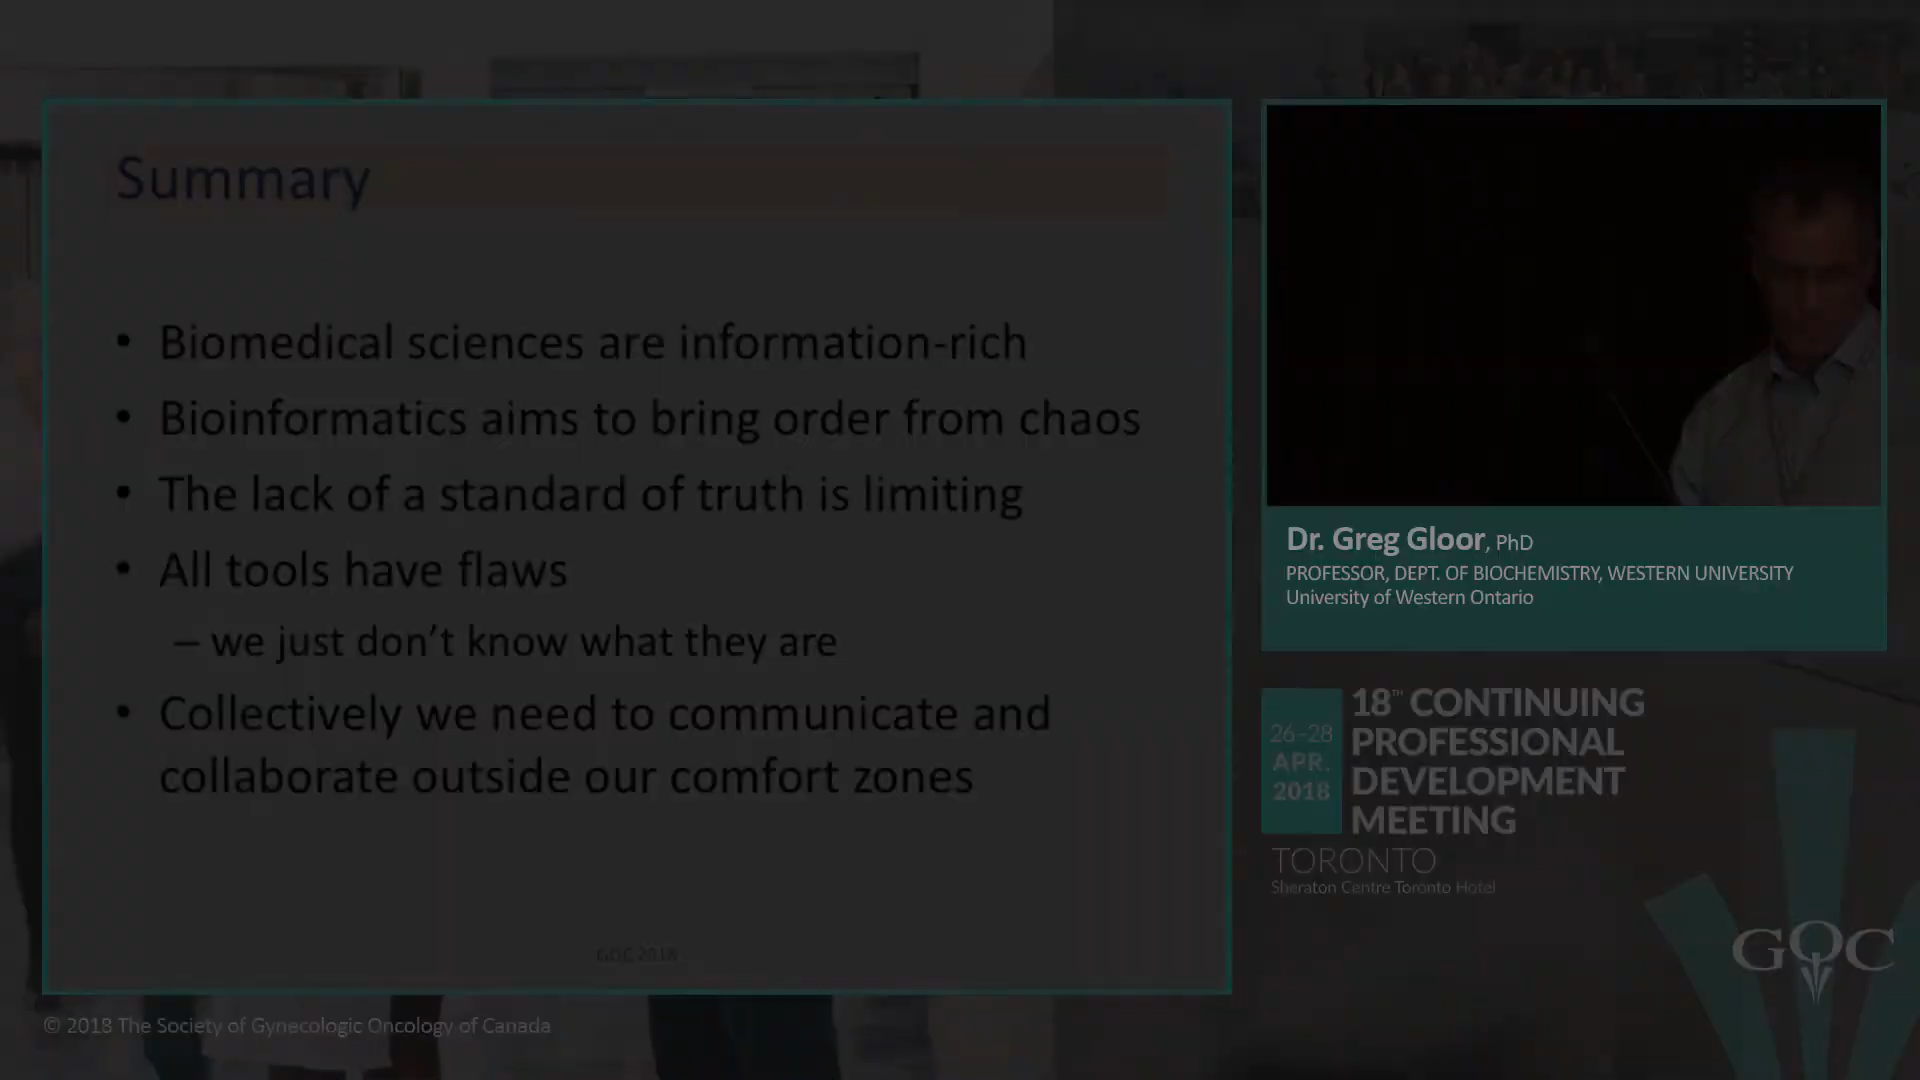 Summary
• Biomedical sciences are information-rich
• Bioinformatics aims to bring order from chaos
• The lack of a standard of truth is limiting
• All tools have flaws
– we just don’t know what they are
• Collectively we need to communicate and
collaborate outside our comfort zones
GOC 2018
Dr. Greg Gloor, PhD
PROFESSOR, DEPT. OF BIOCHEMISTRY, WESTERN UNIVERSITY
University of Western Ontario
26–28
APR.
2018
18TH CONTINUING
PROFESSIONAL
DEVELOPMENT
MEETING
TORONTO
Sheraton Centre Toronto Hotel
GOC
© 2018 The Society of Gynecologic Oncology of Canada